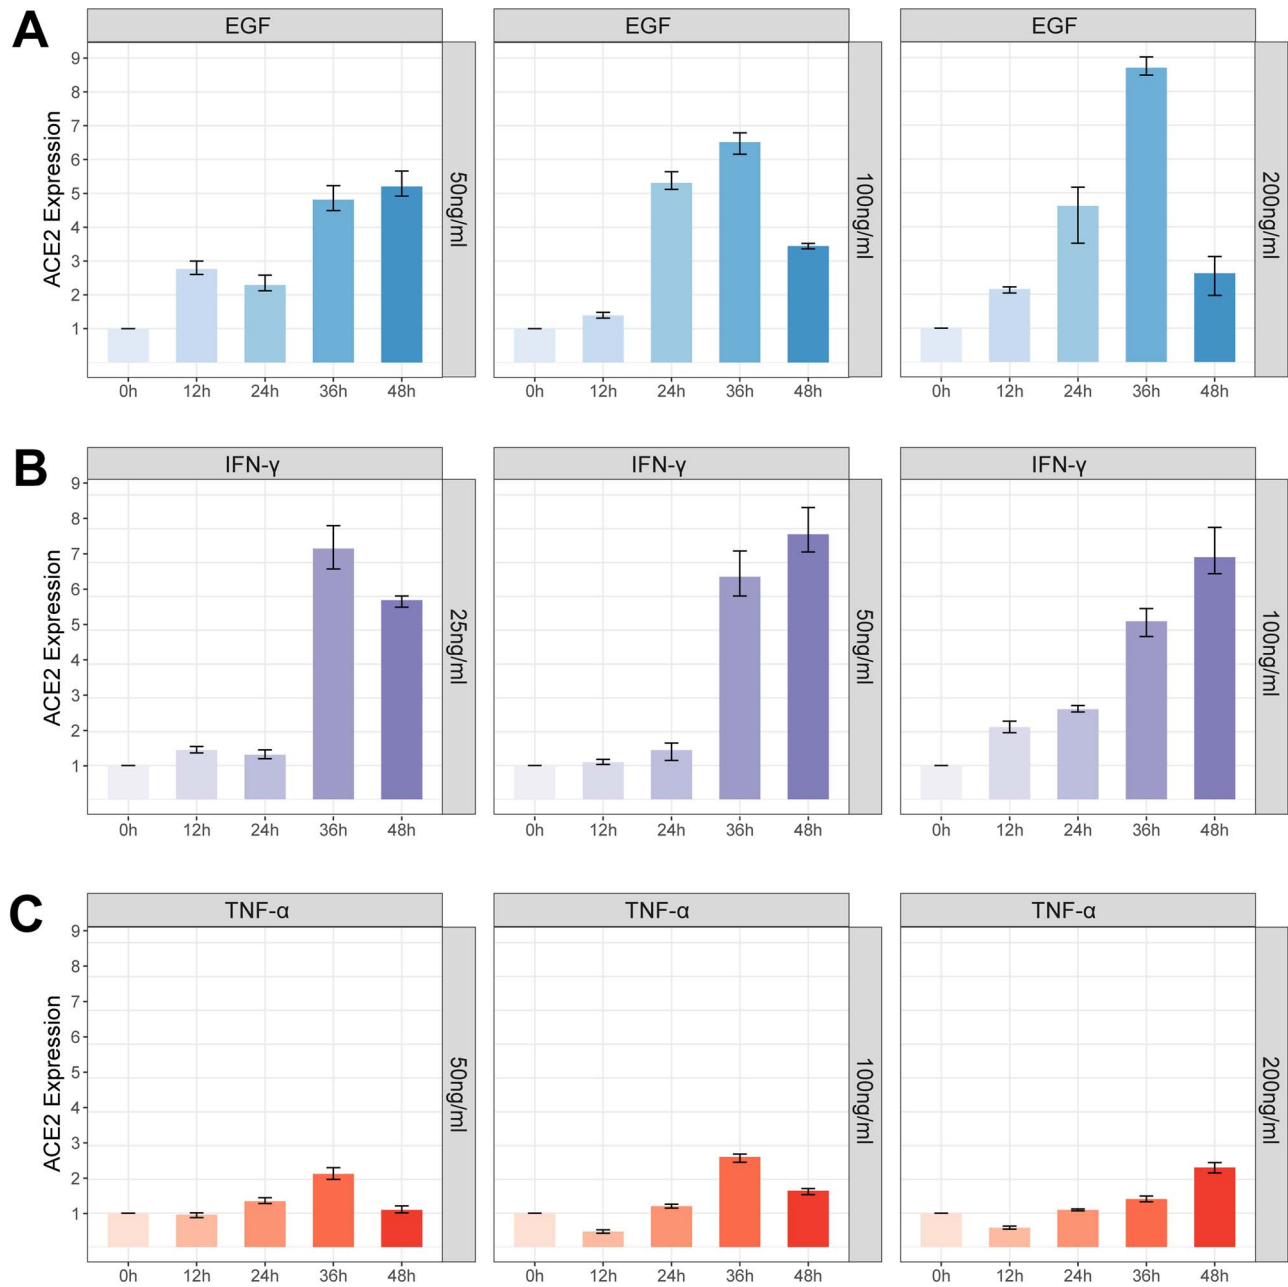 A
EGF
EGF
EGF
ACE2 Expression
9
8
7
6
5
4
3
2
1
50ng/ml
100ng/ml
200ng/ml
0h 12h 24h 36h 48h
0h 12h 24h 36h 48h
0h 12h 24h 36h 48h
B
IFN-γ
IFN-γ
IFN-γ
ACE2 Expression
9
8
7
6
5
4
3
2
1
25ng/ml
50ng/ml
100ng/ml
0h 12h 24h 36h 48h
0h 12h 24h 36h 48h
0h 12h 24h 36h 48h
C
TNF-α
TNF-α
TNF-α
ACE2 Expression
9
8
7
6
5
4
3
2
1
50ng/ml
100ng/ml
200ng/ml
0h 12h 24h 36h 48h
0h 12h 24h 36h 48h
0h 12h 24h 36h 48h